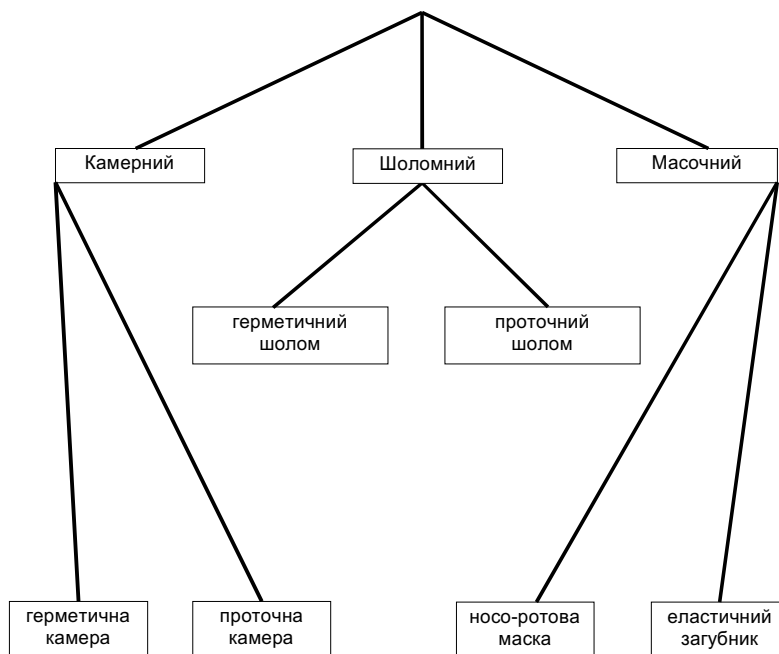 Камерний
Шоломний
Масочний
герметичний
шолом
проточний
шолом
герметична
камера
проточна
камера
носо-ротова
маска
еластичний
загубник